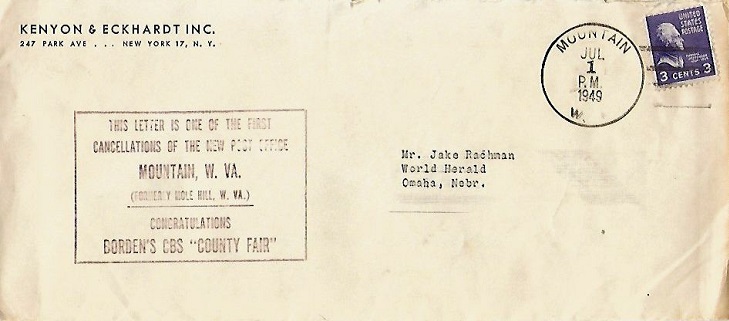 KENYON & ECKHARDT INC.
247 PARK AVE ... NEW YORK 17, N. Y.
MOUNTAIN
JUL
1
P.M.
1949
W.
UNITED
STATES
POSTAGE
3 CENTS 3
THIS LETTER IS ONE OF THE FIRST
CANCELLATIONS OF THE NEW POST OFFICE
MOUNTAIN, W. VA.
(FORMERLY MOLE HILL, W. VA.)
CONGRATULATIONS
BORDEN'S CBS "COUNTY FAIR"
Mr. Jake Rachman
World Herald
Omaha, Nebr.